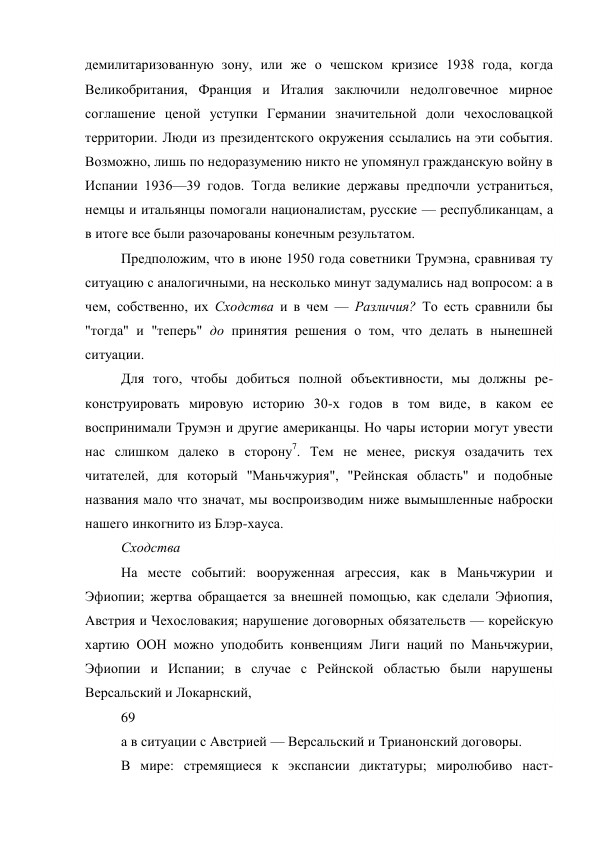 демилитаризованную зону, или же о чешском кризисе 1938 года, когда
Великобритания, Франция и Италия заключили недолговечное мирное
соглашение ценой уступки Германии значительной доли чехословацкой
территории. Люди из президентского окружения ссылались на эти события.
Возможно, лишь по недоразумению никто не упомянул гражданскую войну в
Испании 1936—39 годов. Тогда великие державы предпочли устраниться,
немцы и итальянцы помогали националистам, русские — республиканцам, а
в итоге все были разочарованы конечным результатом.
Предположим, что в июне 1950 года советники Трумэна, сравнивая ту
ситуацию с аналогичными, на несколько минут задумались над вопросом: а в
чем, собственно, их Сходства и в чем — Различия? То есть сравнили бы
"тогда" и "теперь" до принятия решения о том, что делать в нынешней
ситуации.
Для того, чтобы добиться полной объективности, мы должны ре-
конструировать мировую историю 30-х годов в том виде, в каком ее
воспринимали Трумэн и другие американцы. Но чары истории могут увести
нас слишком далеко в сторону7. Тем не менее, рискуя озадачить тех
читателей, для который "Маньчжурия", "Рейнская область" и подобные
названия мало что значат, мы воспроизводим ниже вымышленные наброски
нашего инкогнито из Блэр-хауса.
Сходства
На месте событий: вооруженная агрессия, как в Маньчжурии и
Эфиопии; жертва обращается за внешней помощью, как сделали Эфиопия,
Австрия и Чехословакия; нарушение договорных обязательств — корейскую
хартию ООН можно уподобить конвенциям Лиги наций по Маньчжурии,
Эфиопии и Испании; в случае с Рейнской областью были нарушены
Версальский и Локарнский,
69
а в ситуации с Австрией — Версальский и Трианонский договоры.
В мире: стремящиеся к экспансии диктатуры; миролюбиво наст-